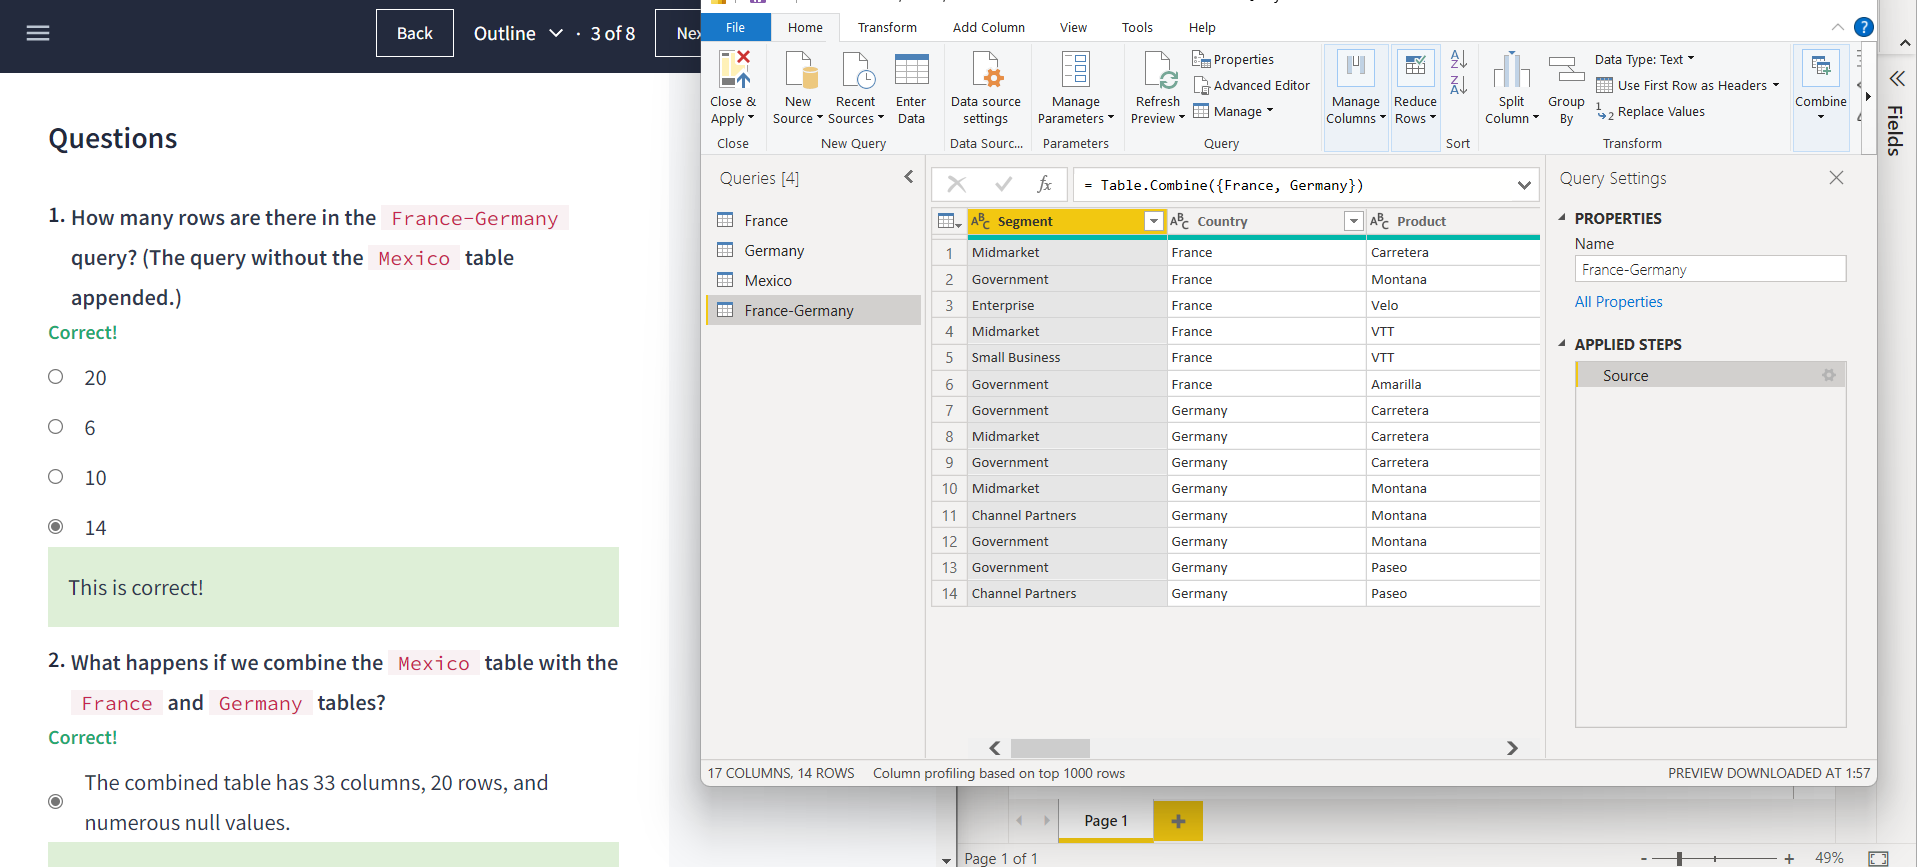 Back
Outline
· 3 of 8
Questions
1. How many rows are there in the France-Germany
query? (The query without the Mexico table
appended.)
Correct!
20
6
10
14
This is correct!
2. What happens if we combine the Mexico table with the
France and Germany tables?
Correct!
The combined table has 33 columns, 20 rows, and
numerous null values.
File Home Transform Add Column View Tools Help
Close &
Apply
Close
New
Source
Recent
Sources
Enter
Data
New Query
Data source
settings
Data Sourc...
Manage
Parameters
Parameters
Refresh
Preview
Properties
Advanced Editor
Manage
Query
Manage
Columns
Reduce
Rows
Sort
Split
Column
Group
By
Data Type: Text
Use First Row as Headers
Replace Values
Transform
Combine
Queries [4]
France
Germany
Mexico
France-Germany
fx
= Table.Combine({France, Germany})
ABC Segment ABC Country ABC Product
1 Midmarket France Carretera
2 Government France Montana
3 Enterprise France Velo
4 Midmarket France VTT
5 Small Business France VTT
6 Government France Amarilla
7 Government Germany Carretera
8 Midmarket Germany Carretera
9 Government Germany Carretera
10 Midmarket Germany Montana
11 Channel Partners Germany Montana
12 Government Germany Montana
13 Government Germany Paseo
14 Channel Partners Germany Paseo
Query Settings
PROPERTIES
Name
France-Germany
All Properties
APPLIED STEPS
Source
17 COLUMNS, 14 ROWS Column profiling based on top 1000 rows
PREVIEW DOWNLOADED AT 1:57
Fields
Page 1
+
Page 1 of 1
- + 49%